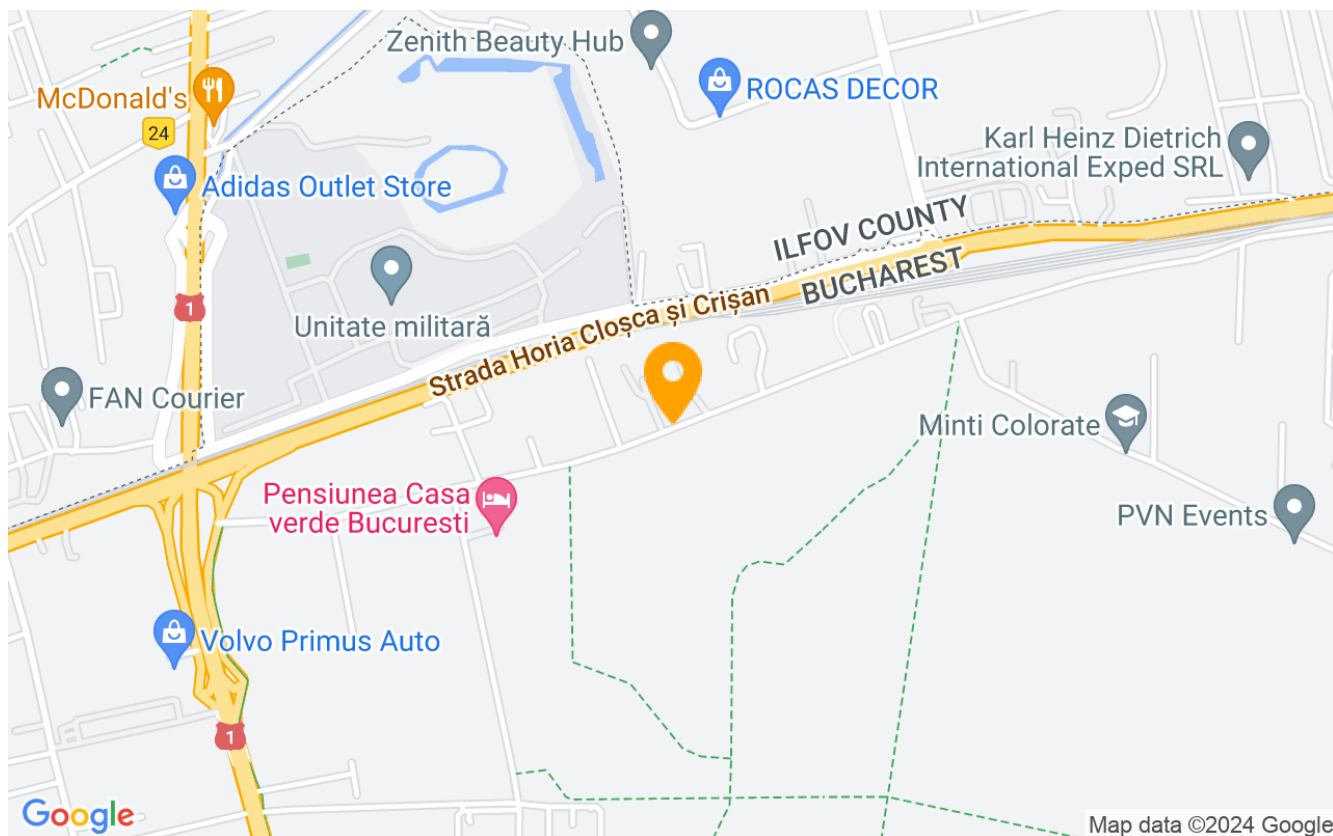 Zenith Beauty Hub
McDonald's
ROCAS DECOR
24
Karl Heinz Dietrich
International Exped SRL
Adidas Outlet Store
ILFOV COUNTY
BUCHAREST
1
Unitate militară
Strada Horia Cloșca și Crișan
FAN Courier
Minti Colorate
Pensiunea Casa
verde Bucuresti
PVN Events
Volvo Primus Auto
1
Google
Map data ©2024 Google